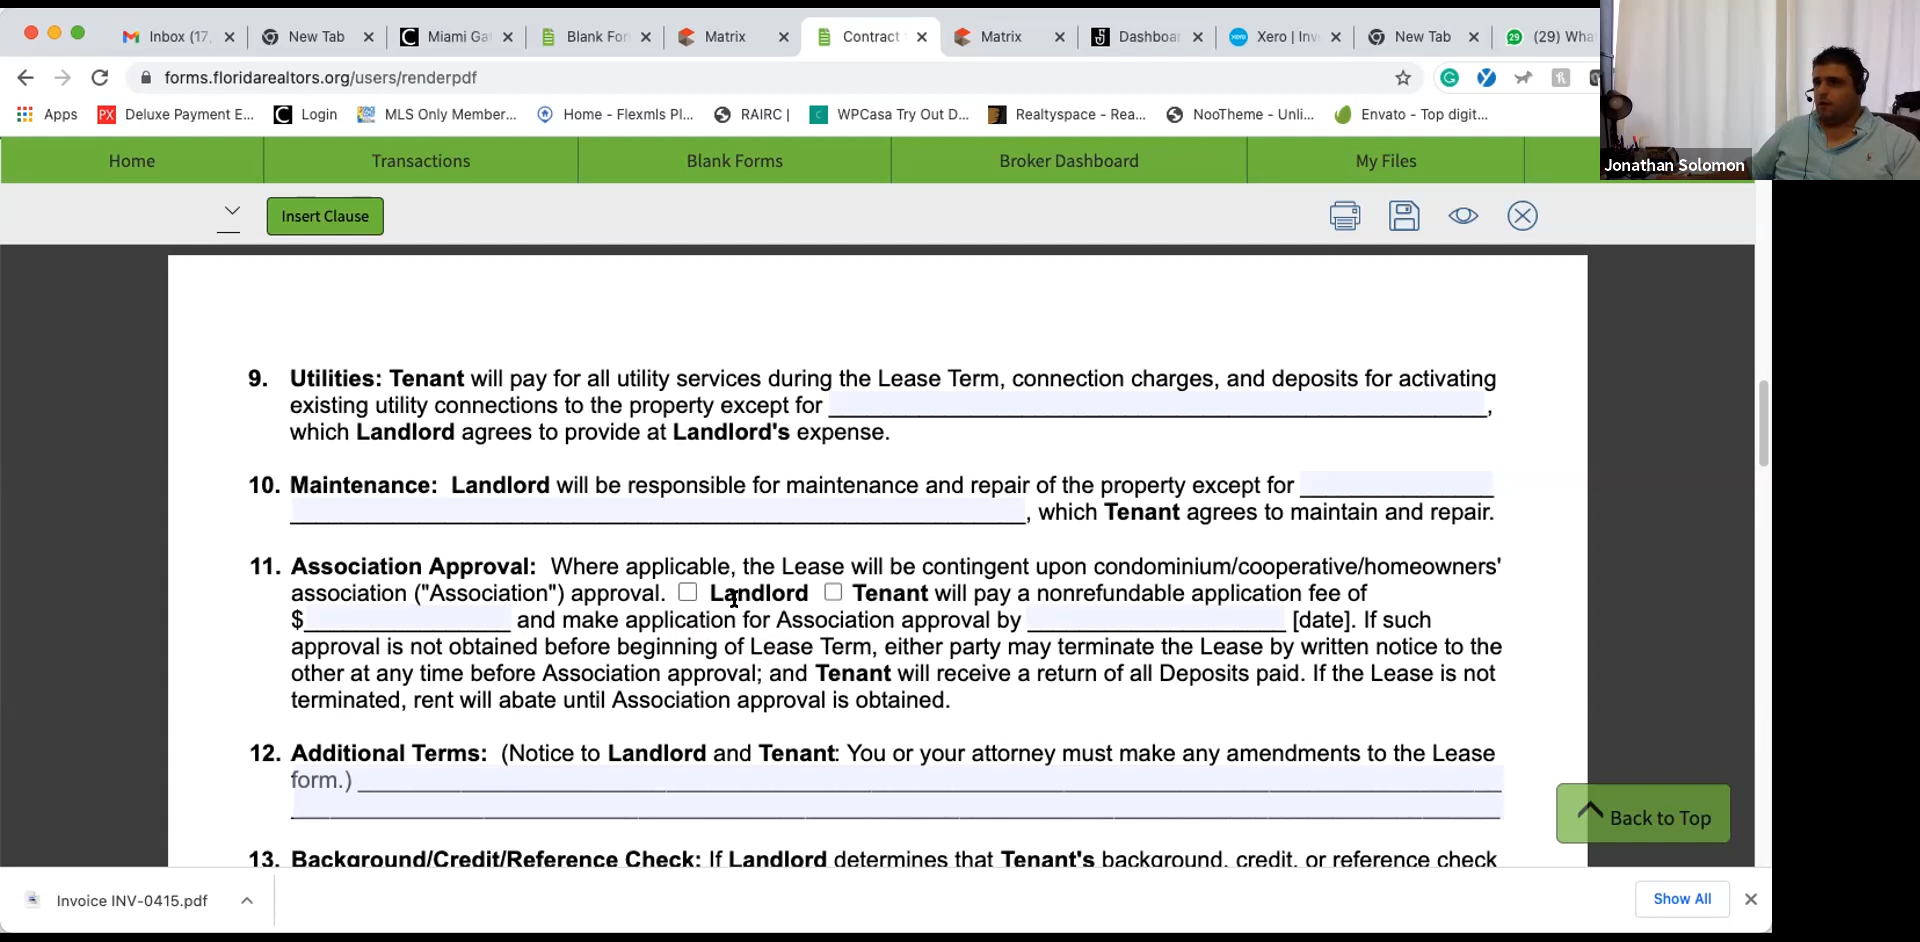 Inbox (17,
New Tab
Miami Ga
Blank For
Matrix
Contract
Matrix
Dashboar
Xero | Inv
New Tab
(29) Wha
forms.floridarealtors.org/users/renderpdf
Apps
Deluxe Payment E...
Login
MLS Only Member...
Home - Flexmls Pl...
RAIRC |
WPCasa Try Out D...
Realtyspace - Rea...
NooTheme - Unli...
Envato - Top digit...
Jonathan Solomon
Home
Transactions
Blank Forms
Broker Dashboard
My Files
Insert Clause
9. Utilities: Tenant will pay for all utility services during the Lease Term, connection charges, and deposits for activating
existing utility connections to the property except for ____,
which Landlord agrees to provide at Landlord's expense.
10. Maintenance: Landlord will be responsible for maintenance and repair of the property except for ____
____, which Tenant agrees to maintain and repair.
11. Association Approval: Where applicable, the Lease will be contingent upon condominium/cooperative/homeowners'
association ("Association") approval. ☐ Landlord ☐ Tenant will pay a nonrefundable application fee of
$____ and make application for Association approval by ____ [date]. If such
approval is not obtained before beginning of Lease Term, either party may terminate the Lease by written notice to the
other at any time before Association approval; and Tenant will receive a return of all Deposits paid. If the Lease is not
terminated, rent will abate until Association approval is obtained.
12. Additional Terms: (Notice to Landlord and Tenant: You or your attorney must make any amendments to the Lease
form.) ____
13. Background/Credit/Reference Check: If Landlord determines that Tenant's background, credit, or reference check
Back to Top
Invoice INV-0415.pdf
Show All